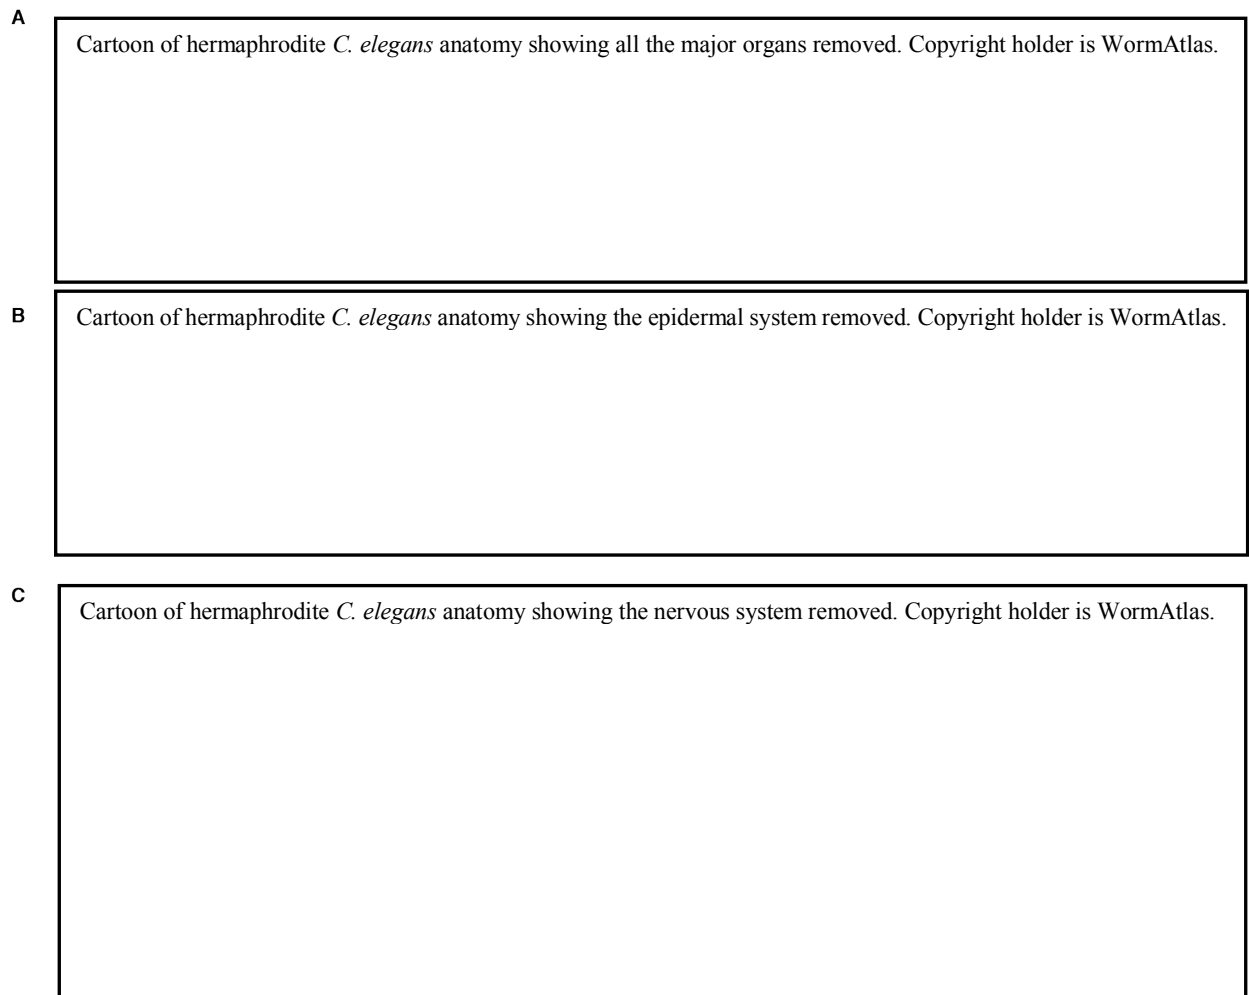 A
Cartoon of hermaphrodite C. elegans anatomy showing all the major organs removed. Copyright holder is WormAtlas.
B
Cartoon of hermaphrodite C. elegans anatomy showing the epidermal system removed. Copyright holder is WormAtlas.
C
Cartoon of hermaphrodite C. elegans anatomy showing the nervous system removed. Copyright holder is WormAtlas.